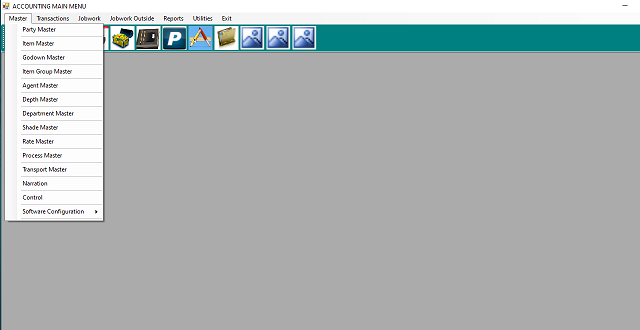 ACCOUNTING MAIN MENU
Master Transactions Jobwork Jobwork Outside Reports Utilities Exit
Party Master
Item Master
Godown Master
Item Group Master
Agent Master
Depth Master
Department Master
Shade Master
Rate Master
Process Master
Transport Master
Narration
Control
Software Configuration
P